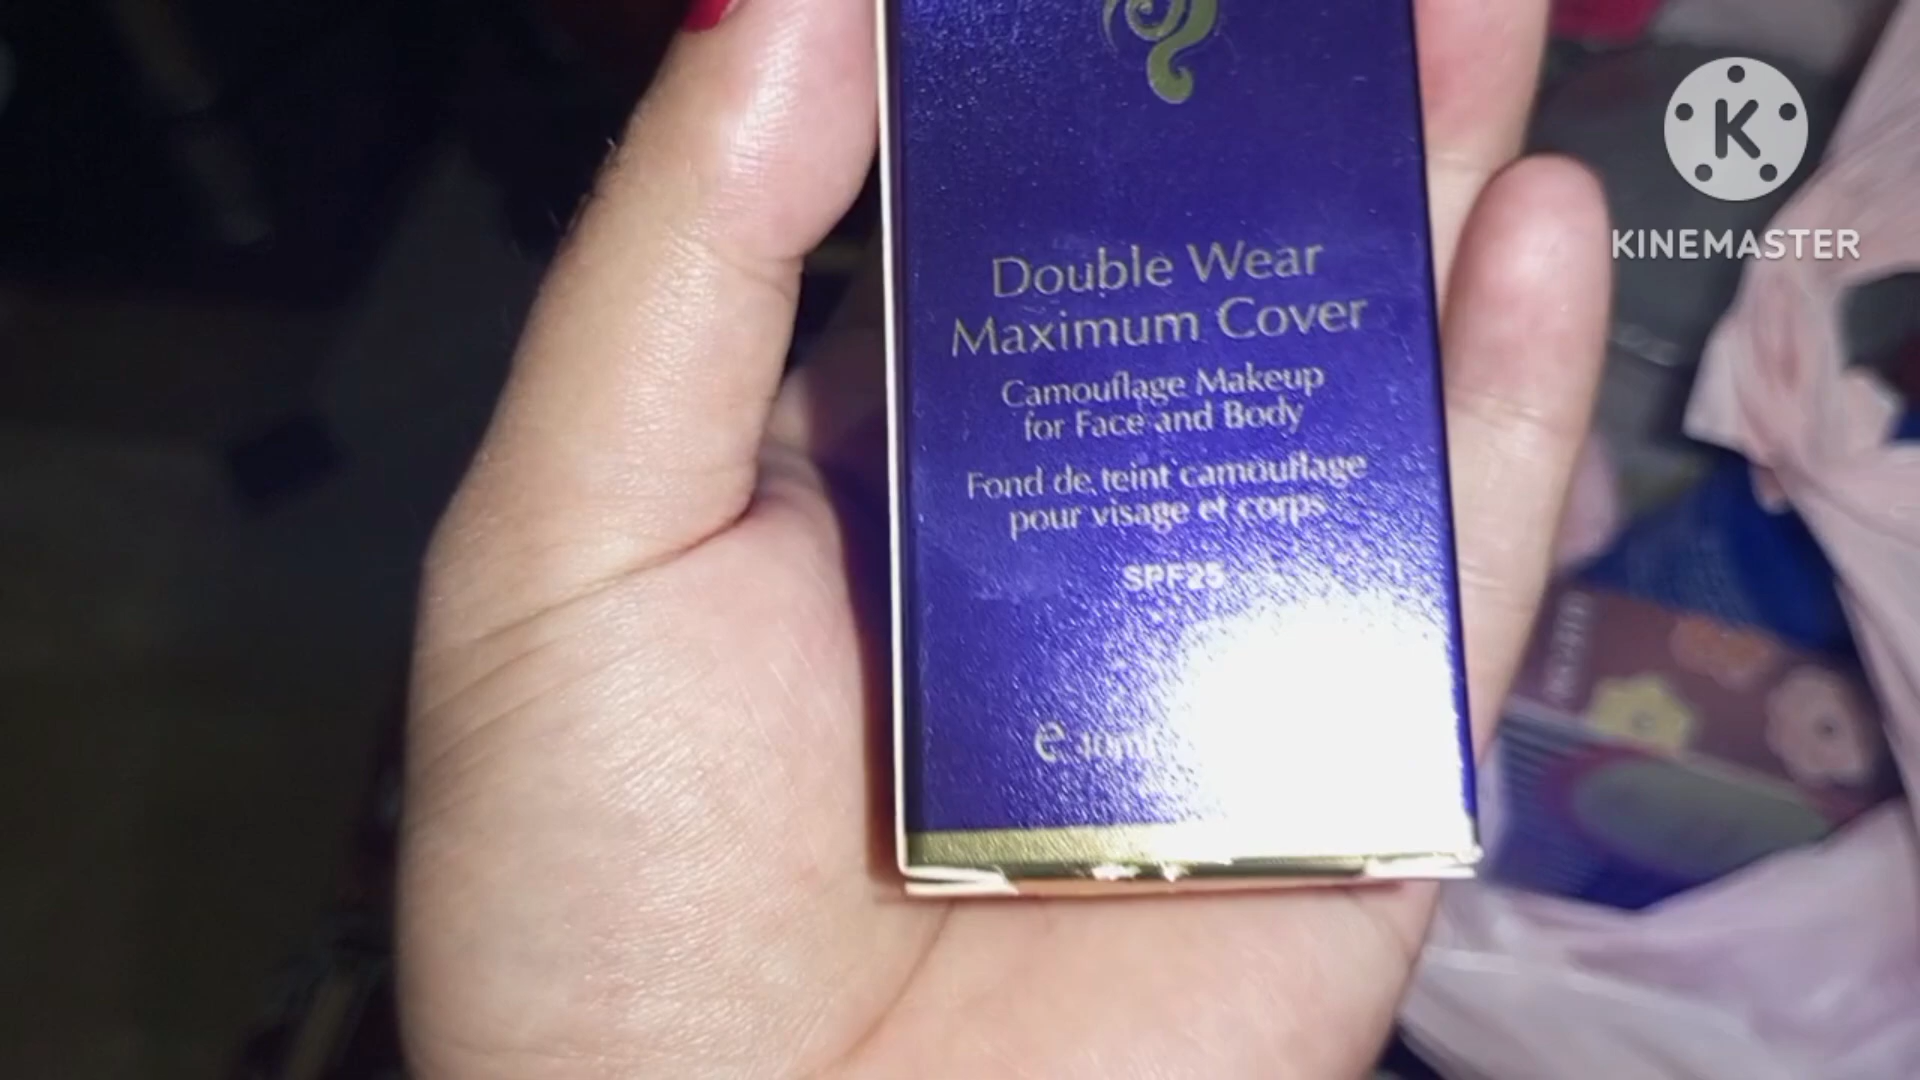 K
KINEMASTER
Double Wear
Maximum Cover
Camouflage Makeup
for Face and Body
Fond de teint camouflage
pour visage et corps
SPF25
e 40ml